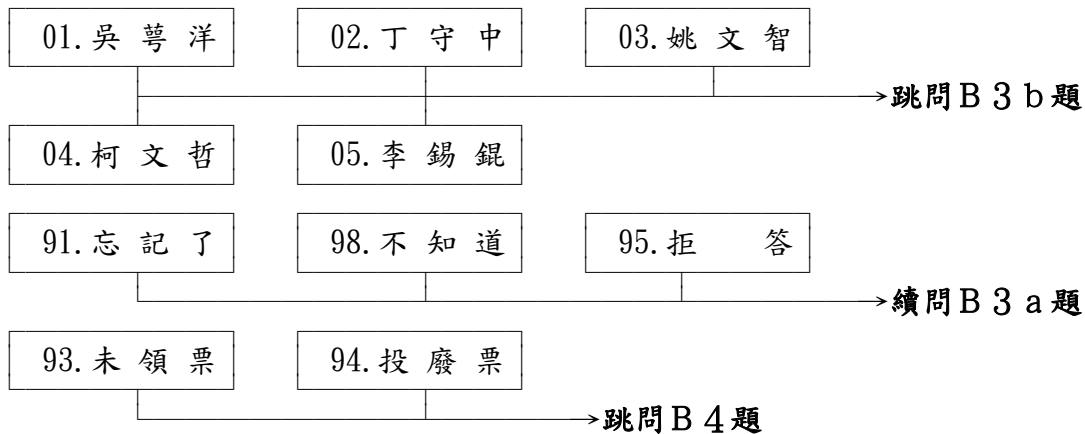 01.吳萼洋 02.丁守中 03.姚文智
→跳問B3b題
04.柯文哲 05.李錫錕
91.忘記了 98.不知道 95.拒 答
→續問B3a題
93.未領票 94.投廢票
→跳問B4題